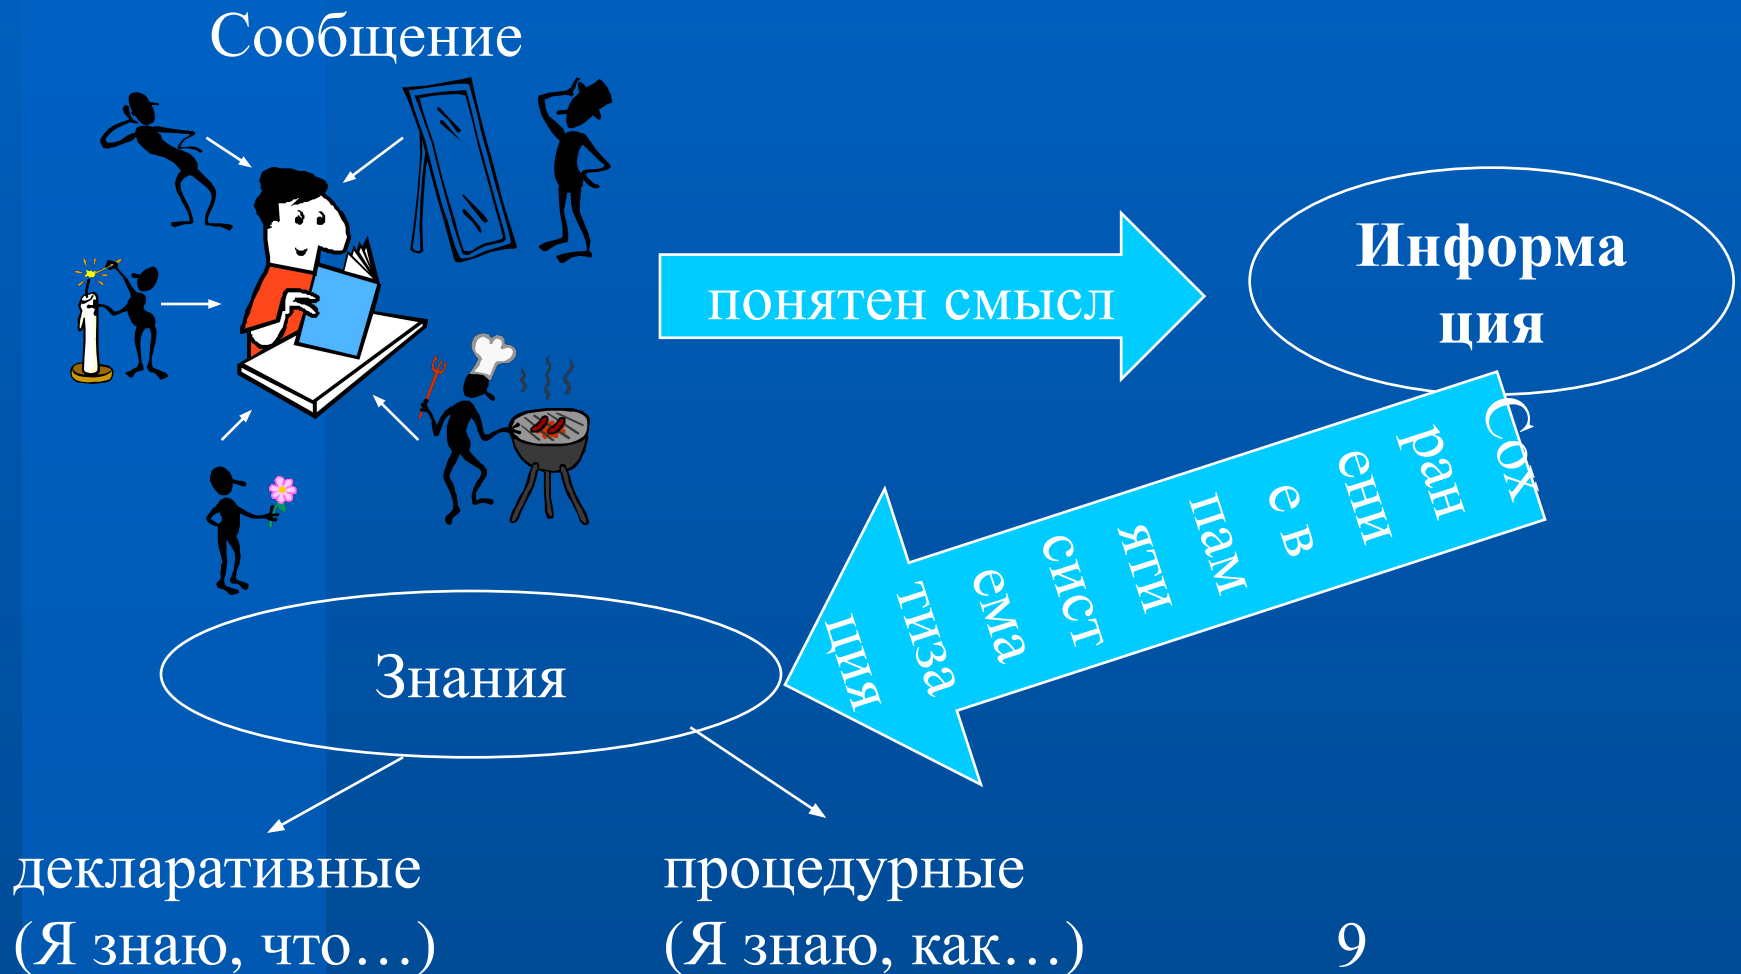 Сообщение
понятен смысл
Информа
ция
Сох
ран
ени
е в
пам
яти
сист
ема
тиза
ция
Знания
декларативные
(Я знаю, что…)
процедурные
(Я знаю, как…)
9